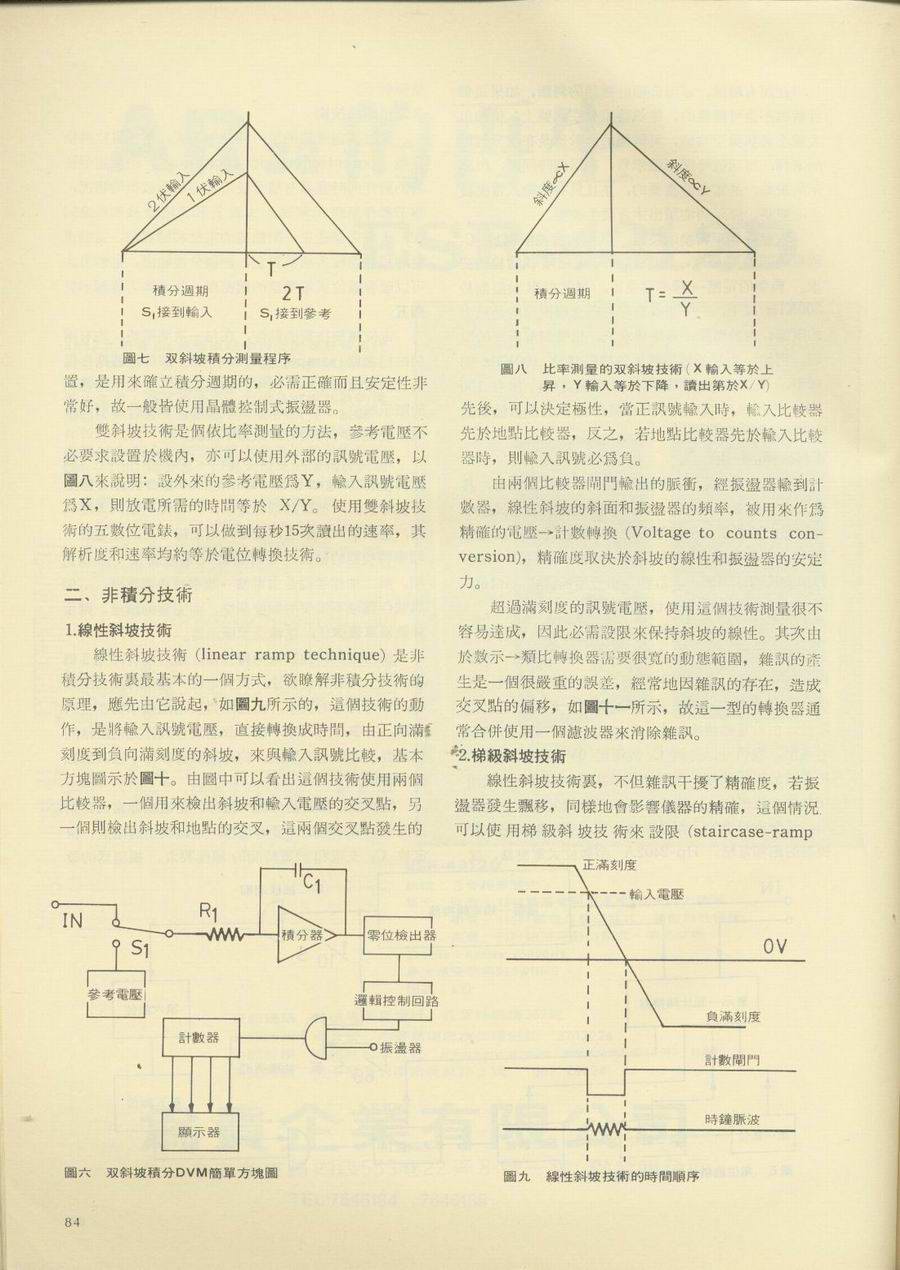 2伏輸入
1伏輸入
T
積分週期
2T
S₁接到輸入
S₁接到參考
圖七 双斜坡積分測量程序
置，是用來確立積分週期的，必需正確而且安定性非
常好，故一般皆使用晶體控制式振盪器。
雙斜坡技術是個依比率測量的方法，參考電壓不
必要求設置於機內，亦可以使用外部的訊號電壓，以
圖八來說明：設外來的參考電壓爲Y，輸入訊號電壓
爲X，則放電所需的時間等於 X/Y。使用雙斜坡技
術的五數位電錶，可以做到每秒15次讀出的速率，其
解析度和速率均約等於電位轉換技術。
二、非積分技術
1.線性斜坡技術
線性斜坡技術 (linear ramp technique) 是非
積分技術裏最基本的一個方式，欲瞭解非積分技術的
原理，應先由它說起，如圖九所示的，這個技術的動
作，是將輸入訊號電壓，直接轉換成時間，由正向滿
刻度到負向滿刻度的斜坡，來與輸入訊號比較，基本
方塊圖示於圖十。由圖中可以看出這個技術使用兩個
比較器，一個用來檢出斜坡和輸入電壓的交叉點，另
一個則檢出斜坡和地點的交叉，這兩個交叉點發生的
IN
S1
R1
C1
積分器
零位檢出器
參考電壓
邏輯控制回路
計數器
振盪器
顯示器
圖六 双斜坡積分DVM簡單方塊圖
84
斜度∝X
斜度∝Y
積分週期
T= X
Y
圖八 比率測量的双斜坡技術（X輸入等於上
昇，Y輸入等於下降，讀出第於X/Y)
先後，可以決定極性，當正訊號輸入時，輸入比較器
先於地點比較器，反之，若地點比較器先於輸入比較
器時，則輸入訊號必爲負。
由兩個比較器閘門輸出的脈衝，經振盪器輸到計
數器，線性斜坡的斜面和振盪器的頻率，被用來作爲
精確的電壓→計數轉換 (Voltage to counts con-
version)，精確度取決於斜坡的線性和振盪器的安定
力。
超過滿刻度的訊號電壓，使用這個技術測量很不
容易達成，因此必需設限來保持斜坡的線性。其次由
於數示→類比轉換器需要很寬的動態範圍，雜訊的產
生是一個很嚴重的誤差，經常地因雜訊的存在，造成
交叉點的偏移，如圖十一所示，故這一型的轉換器通
常合併使用一個濾波器來消除雜訊。
2.梯級斜坡技術
線性斜坡技術裏，不但雜訊干擾了精確度，若振
盪器發生飄移，同樣地會影響儀器的精確，這個情況
可以使用梯級斜坡技術來設限 (staircase-ramp
正滿刻度
輸入電壓
0V
負滿刻度
計數閘門
時鐘脈波
圖九 線性斜坡技術的時間順序